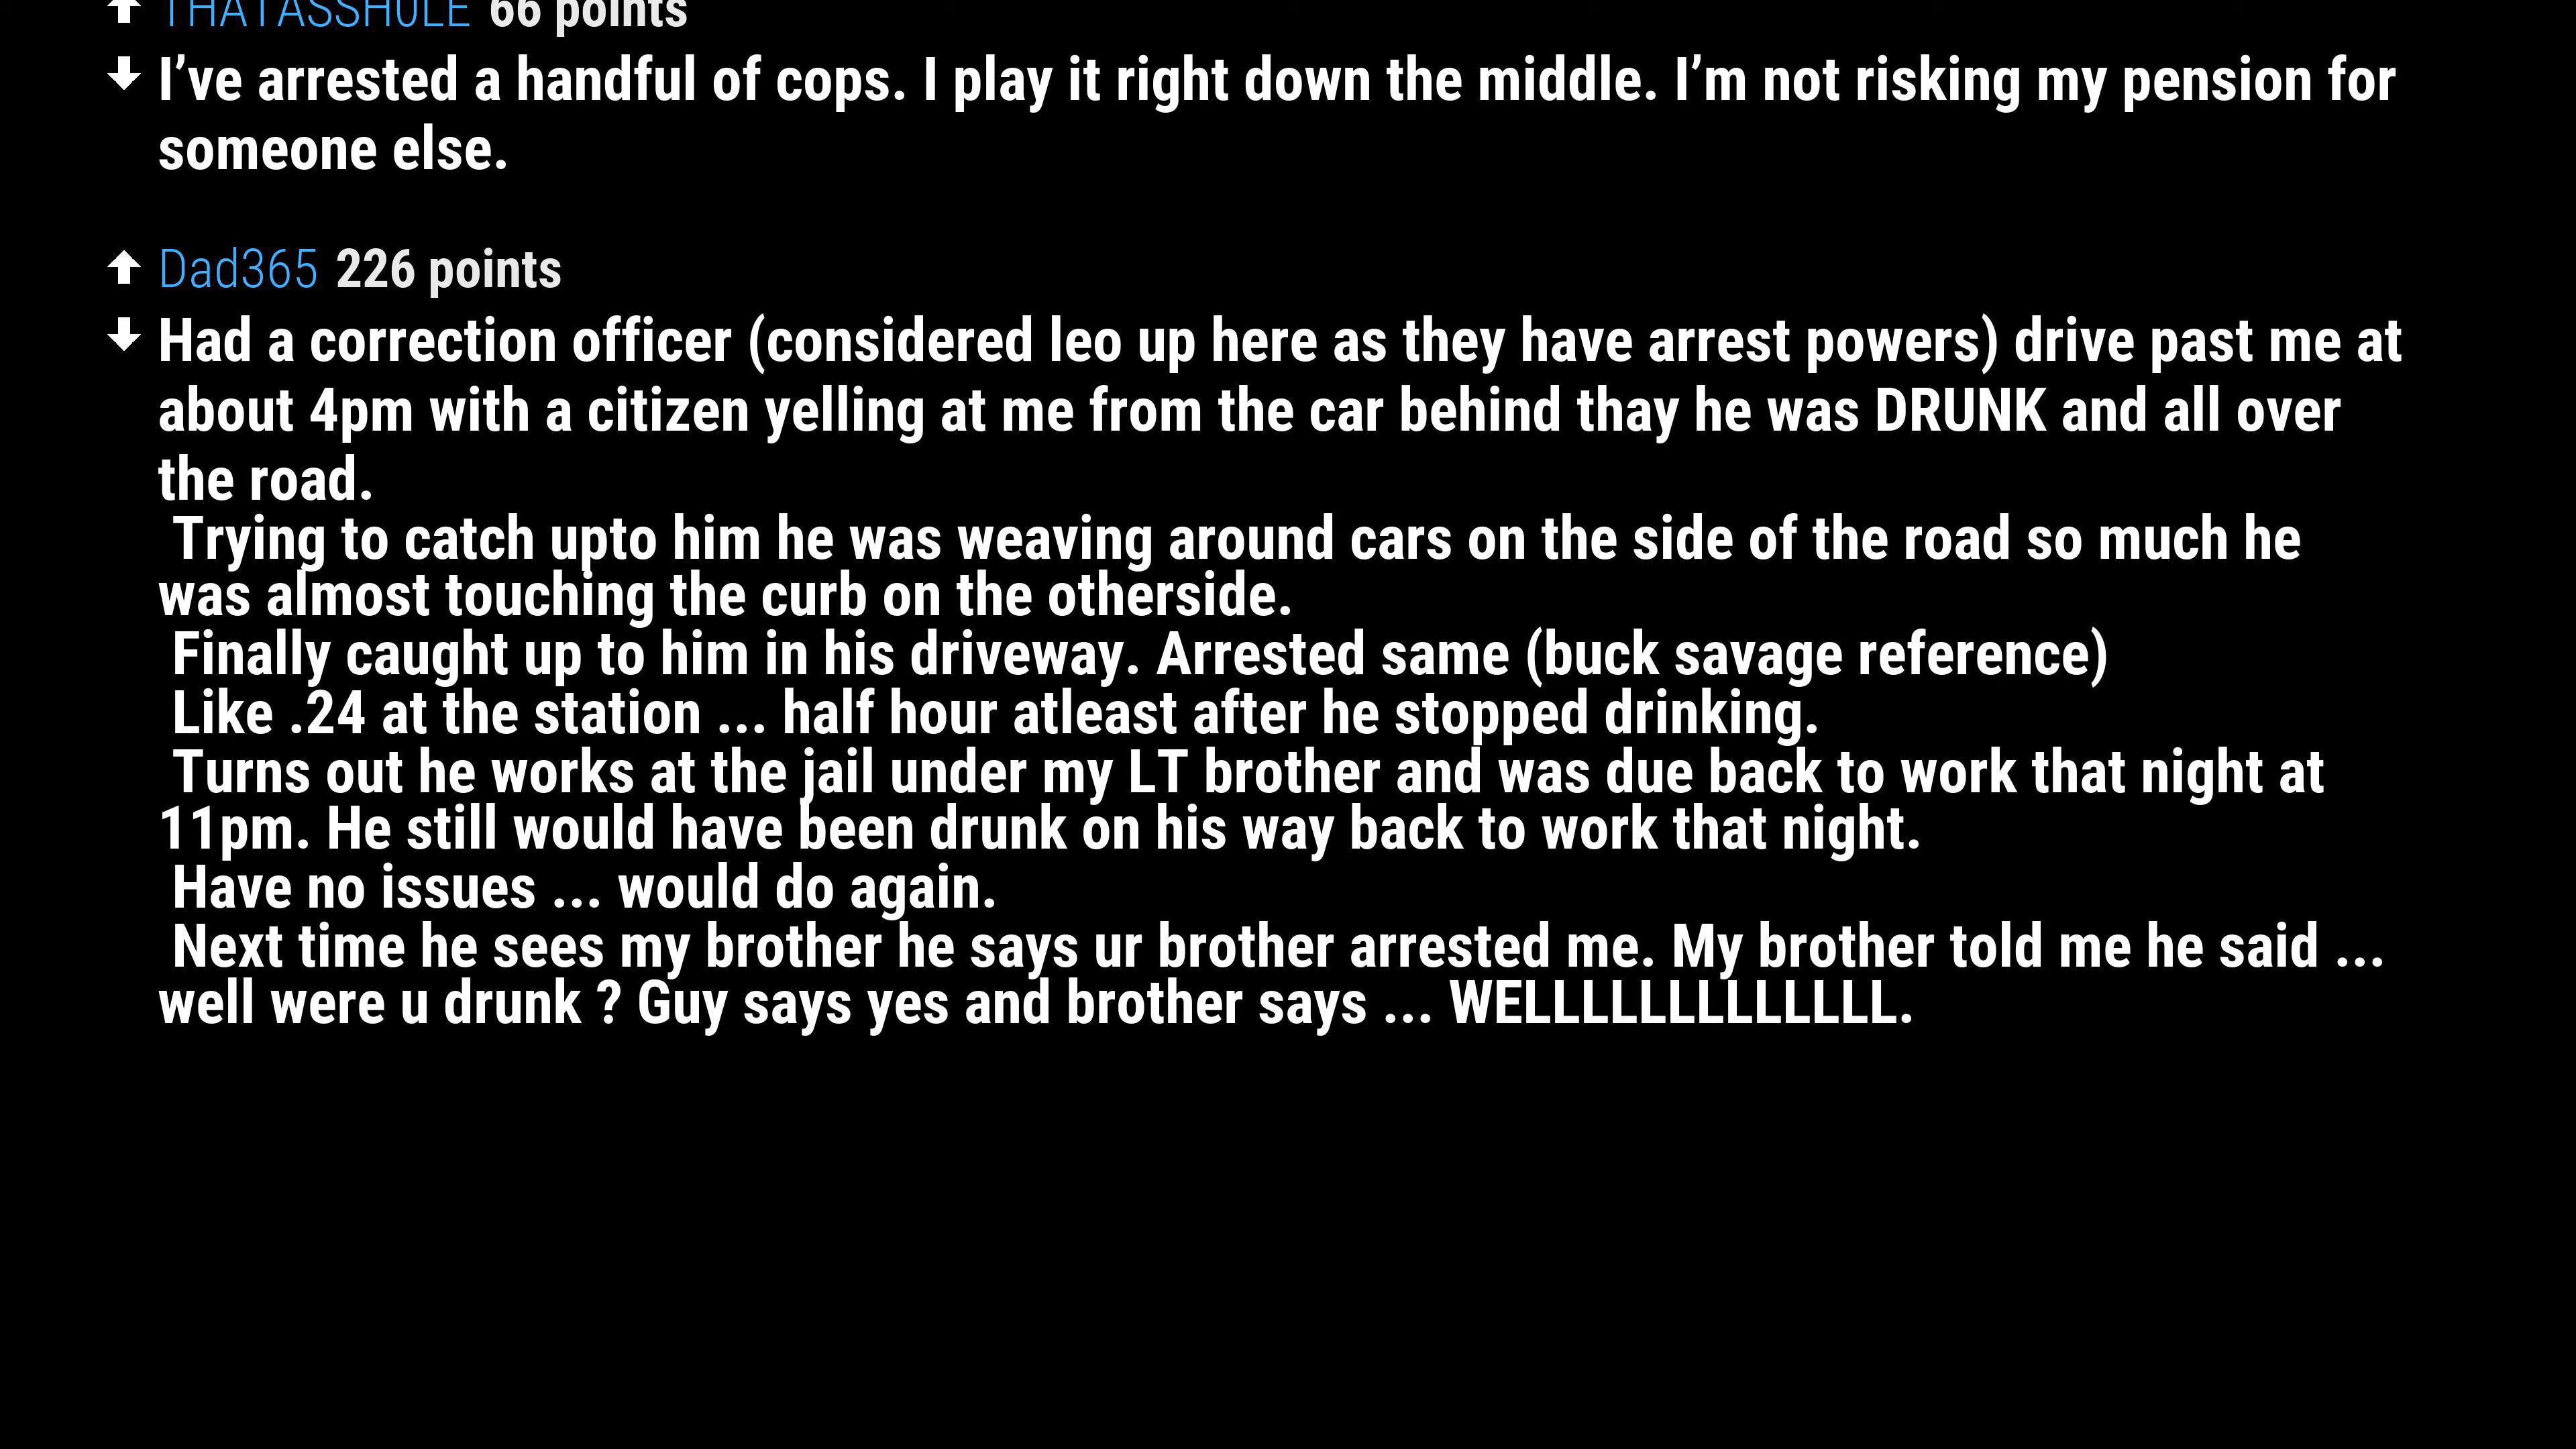 THATASSH0LE 66 points
I’ve arrested a handful of cops. I play it right down the middle. I’m not risking my pension for
someone else.
Dad365 226 points
Had a correction officer (considered leo up here as they have arrest powers) drive past me at
about 4pm with a citizen yelling at me from the car behind thay he was DRUNK and all over
the road.
Trying to catch upto him he was weaving around cars on the side of the road so much he
was almost touching the curb on the otherside.
Finally caught up to him in his driveway. Arrested same (buck savage reference)
Like .24 at the station ... half hour atleast after he stopped drinking.
Turns out he works at the jail under my LT brother and was due back to work that night at
11pm. He still would have been drunk on his way back to work that night.
Have no issues ... would do again.
Next time he sees my brother he says ur brother arrested me. My brother told me he said ...
well were u drunk ? Guy says yes and brother says ... WELLLLLLLLLLLLL.